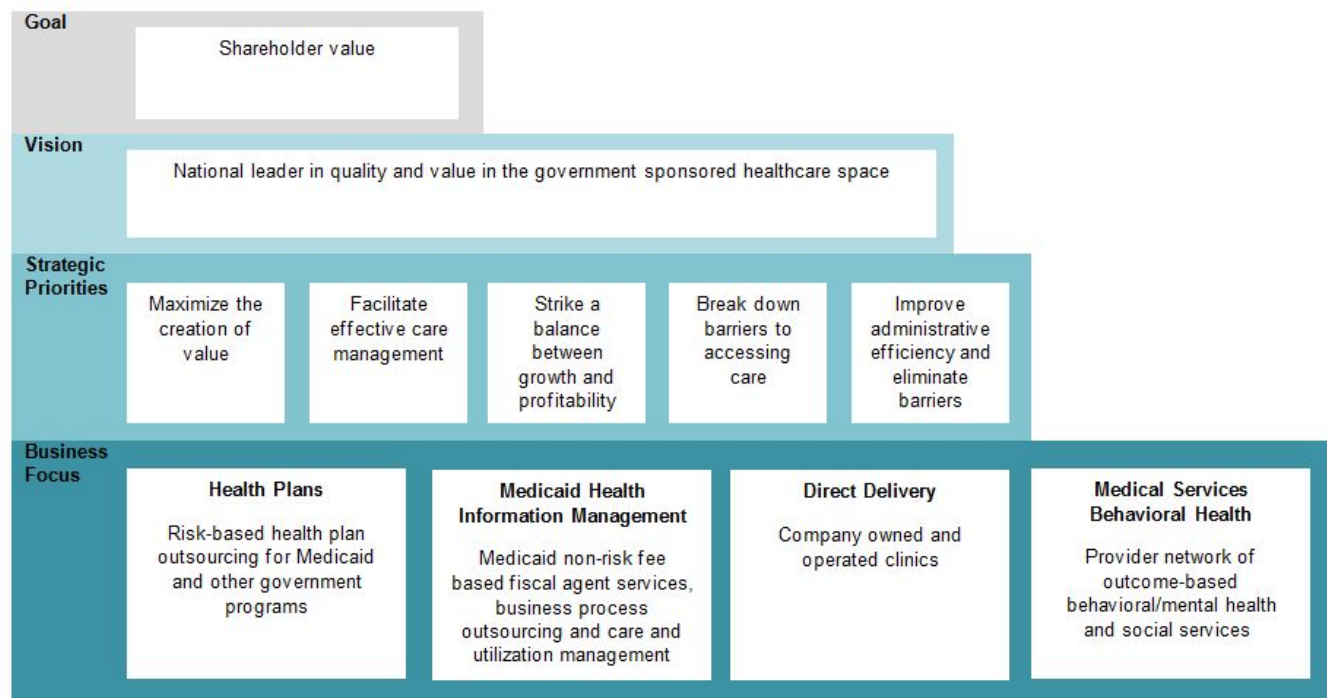 Goal
Shareholder value
Vision
National leader in quality and value in the government sponsored healthcare space
Strategic
Priorities
Maximize the
creation of
value
Facilitate
effective care
management
Strike a
balance
between
growth and
profitability
Break down
barriers to
accessing
care
Improve
administrative
efficiency and
eliminate
barriers
Business
Focus
Health Plans
Risk-based health plan
outsourcing for Medicaid
and other government
programs
Medicaid Health
Information Management
Medicaid non-risk fee
based fiscal agent services,
business process
outsourcing and care and
utilization management
Direct Delivery
Company owned and
operated clinics
Medical Services
Behavioral Health
Provider network of
outcome-based
behavioral/mental health
and social services